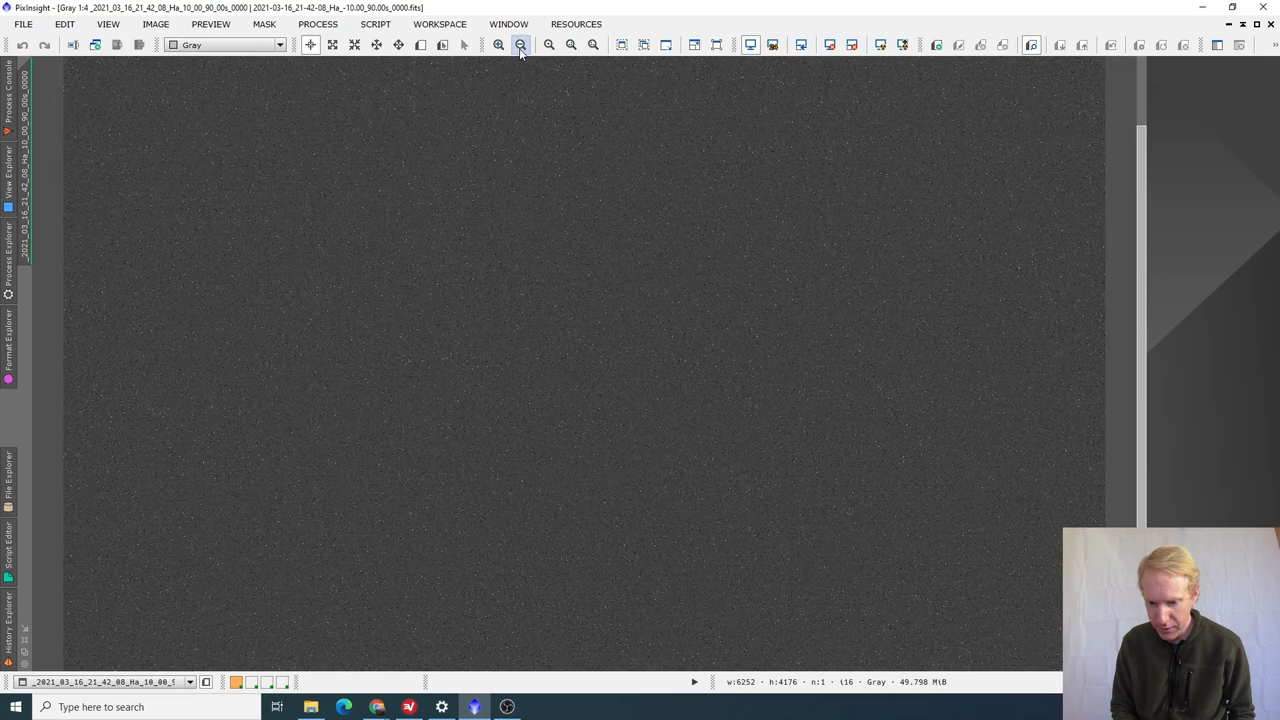 PixInsight - [Gray 1:4 _2021_03_16_21_42_08_Ha_10_00_90_00s_0000 | 2021-03-16_21-42-08_Ha_-10.00_90.00s_0000.fits]
FILE EDIT VIEW IMAGE PREVIEW MASK PROCESS SCRIPT WORKSPACE WINDOW RESOURCES
Gray
Process Console
View Explorer
Process Explorer
Format Explorer
File Explorer
Script Editor
History Explorer
_2021_03_16_21_42_08_Ha_10_00_90_00s_0000
_2021_03_16_21_42_08_Ha_10_00_9
w:6252 · h:4176 · n:1 · i16 · Gray · 49.798 MiB
Type here to search